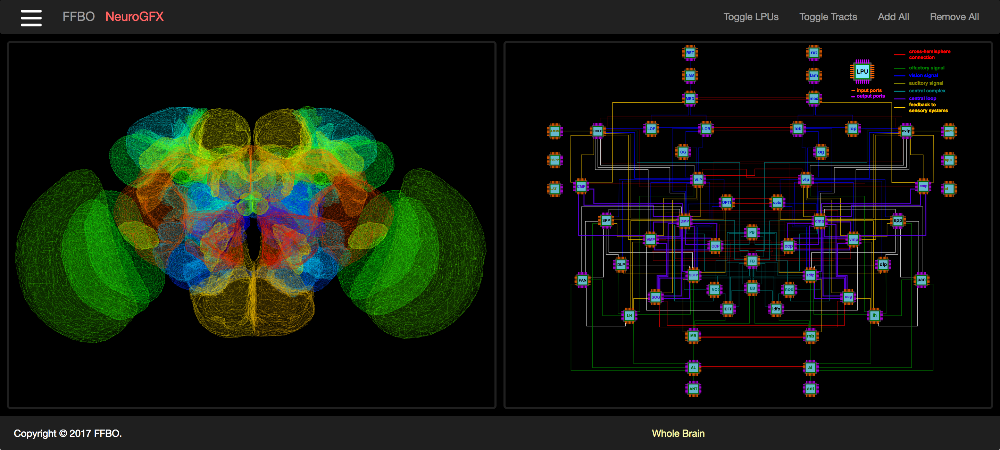 FFBO NeuroGFX
Toggle LPUs Toggle Tracts Add All Remove All
RET ret
cross-hemisphere
connection
LPU
olfactory signal
LAM lam
vision signal
auditory signal
input ports
central complex
output ports
MED med
central loop
feedback to
sensory systems
CVLP LOP LOB lob lop cvlp
OG og
FSPP
VLP vlp
CMP cmp
LAT
OPTU optu
SPP DMP dmp spp
PB
VMP vmp
CCP ccp
FB
DLP dlp
SDFP sdfp
PAN pan
NOD EB nod
SOG sog
IDFP idfp
LH lh
MB mb
AL al
ANT ant
Copyright © 2017 FFBO.
Whole Brain